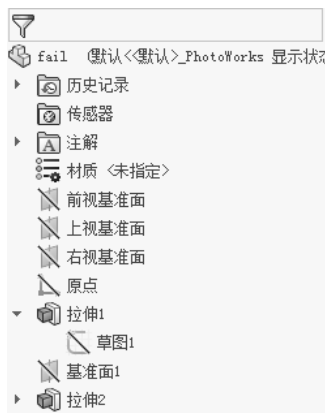 fail (默认<<默认>_PhotoWorks 显示状态
历史记录
传感器
A 注解
材质 <未指定>
前视基准面
上视基准面
右视基准面
原点
拉伸1
草图1
基准面1
拉伸2